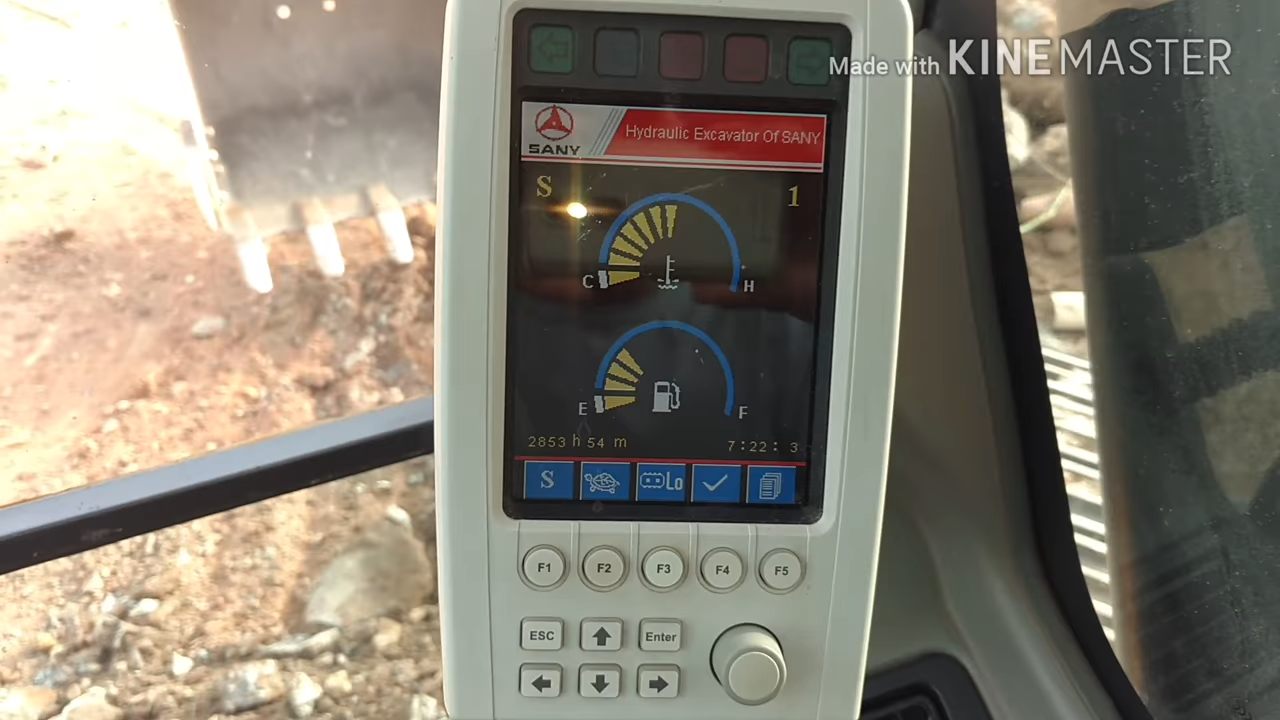 Made with KINEMASTER
SANY
Hydraulic Excavator Of SANY
S 1
C H
E F
2853 h 54 m 7:22: 3
S Lo
F1 F2 F3 F4 F5
ESC Enter